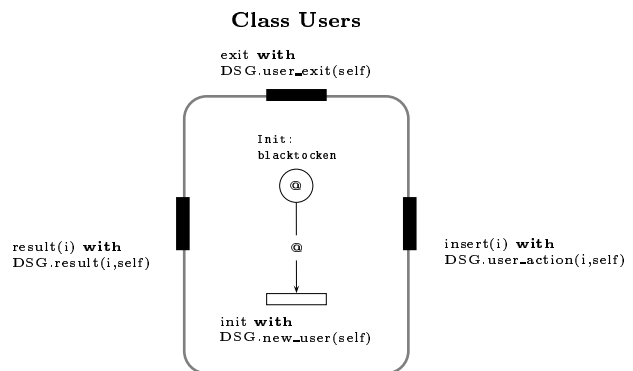 Class Users
exit with
DSG.user_exit(self)
Init:
blacktocken
@
@
result(i) with
DSG.result(i,self)
insert(i) with
DSG.user_action(i,self)
init with
DSG.new_user(self)